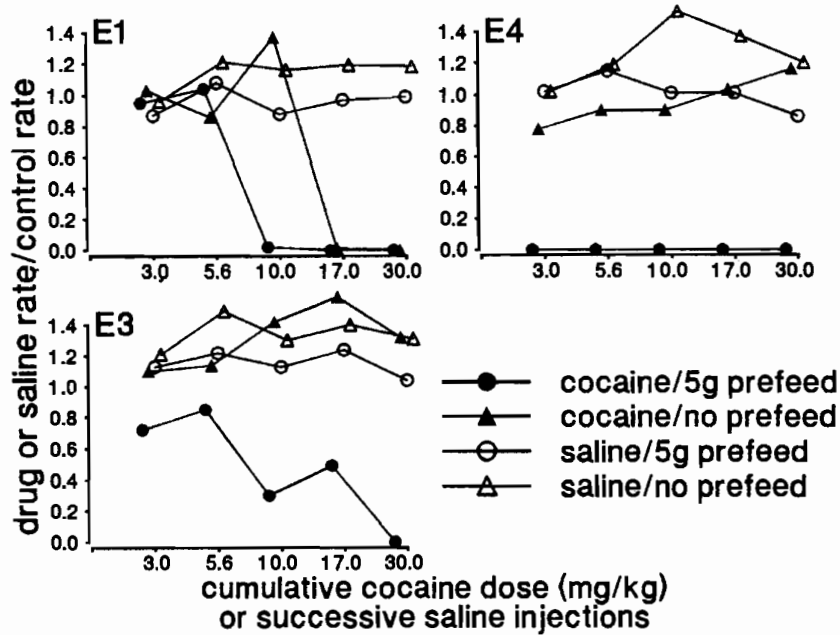 E1
1.4
1.2
1.0
0.8
0.6
0.4
0.2
0.0
3.0 5.6 10.0 17.0 30.0
E4
1.4
1.2
1.0
0.8
0.6
0.4
0.2
0.0
3.0 5.6 10.0 17.0 30.0
E3
1.4
1.2
1.0
0.8
0.6
0.4
0.2
0.0
3.0 5.6 10.0 17.0 30.0
drug or saline rate/control rate
cocaine/5g prefeed
cocaine/no prefeed
saline/5g prefeed
saline/no prefeed
cumulative cocaine dose (mg/kg)
or successive saline injections